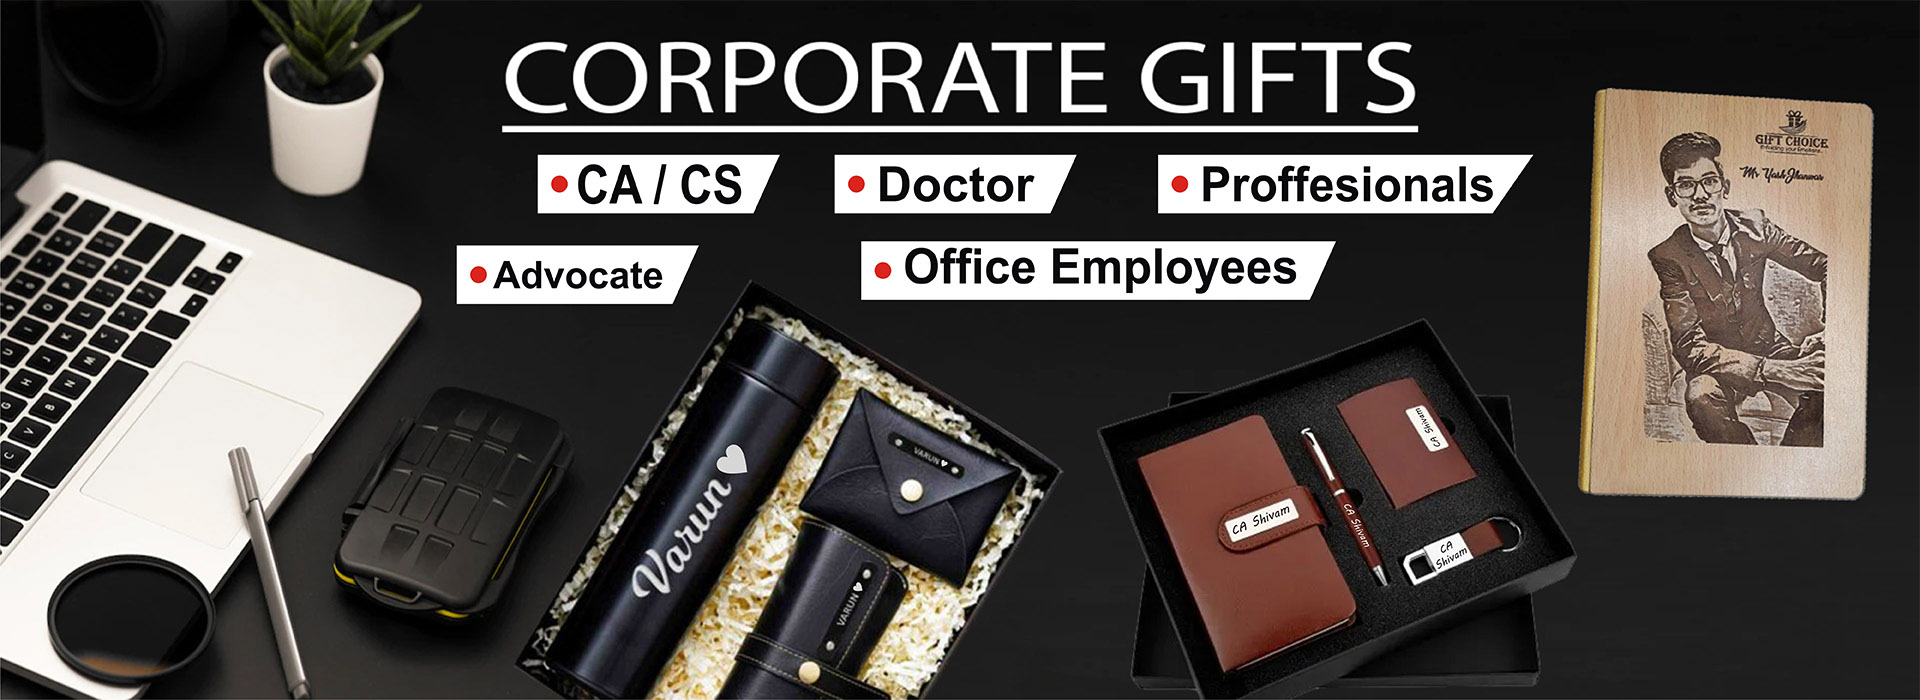 CORPORATE GIFTS
• CA / CS
• Doctor
• Proffesionals
• Advocate
• Office Employees
GIFT CHOICE
Mr Yash Jhanwar
Varun
VARUN
VARUN
CA Shivam
CA Shivam
CA Shivam
CA
Shivam